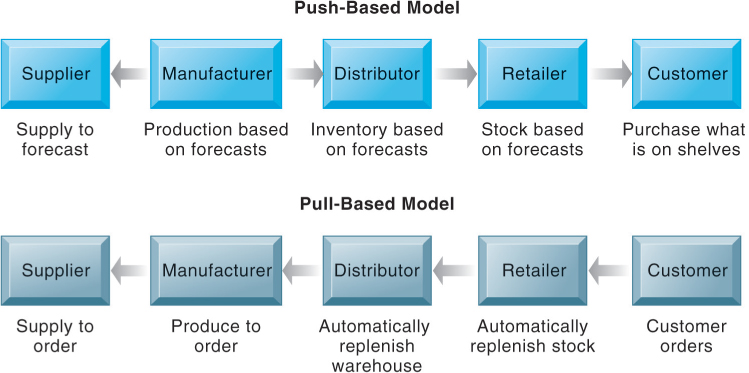 Push-Based Model
Supplier
Manufacturer
Distributor
Retailer
Customer
Supply to
forecast
Production based
on forecasts
Inventory based
on forecasts
Stock based
on forecasts
Purchase what
is on shelves
Pull-Based Model
Supplier
Manufacturer
Distributor
Retailer
Customer
Supply to
order
Produce to
order
Automatically
replenish
warehouse
Automatically
replenish stock
Customer
orders